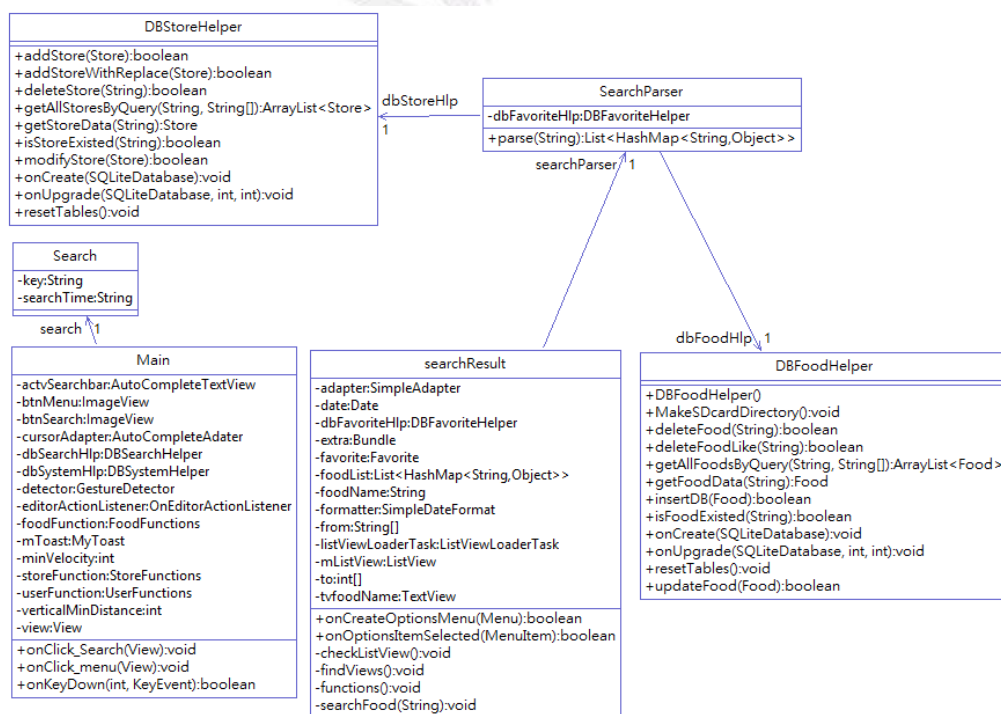 DBStoreHelper
+addStore(Store):boolean
+addStoreWithReplace(Store):boolean
+deleteStore(String):boolean
+getAllStoresByQuery(String, String[]):ArrayList<Store>
+getStoreData(String):Store
+isStoreExisted(String):boolean
+modifyStore(Store):boolean
+onCreate(SQLiteDatabase):void
+onUpgrade(SQLiteDatabase, int, int):void
+resetTables():void
dbStoreHlp
1
SearchParser
-dbFavoriteHlp:DBFavoriteHelper
+parse(String):List<HashMap<String,Object>>
searchParser
1
Search
-key:String
-searchTime:String
search
1
Main
-actvSearchbar:AutoCompleteTextView
-btnMenu:ImageView
-btnSearch:ImageView
-cursorAdapter:AutoCompleteAdater
-dbSearchHlp:DBSearchHelper
-dbSystemHlp:DBSystemHelper
-detector:GestureDetector
-editorActionListener:OnEditorActionListener
-foodFunction:FoodFunctions
-mToast:MyToast
-minVelocity:int
-storeFunction:StoreFunctions
-userFunction:UserFunctions
-verticalMinDistance:int
-view:View
+onClick_Search(View):void
+onClick_menu(View):void
+onKeyDown(int, KeyEvent):boolean
searchResult
-adapter:SimpleAdapter
-date:Date
-dbFavoriteHlp:DBFavoriteHelper
-extra:Bundle
-favorite:Favorite
-foodList:List<HashMap<String,Object>>
-foodName:String
-formatter:SimpleDateFormat
-from:String[]
-listViewLoaderTask:ListViewLoaderTask
-mListView:ListView
-to:int[]
-tvfoodName:TextView
+onCreateOptionsMenu(Menu):boolean
+onOptionsItemSelected(MenuItem):boolean
-checkListView():void
-findViews():void
-functions():void
-searchFood(String):void
dbFoodHlp
1
DBFoodHelper
+DBFoodHelper()
+MakeSDcardDirectory():void
+deleteFood(String):boolean
+deleteFoodLike(String):boolean
+getAllFoodsByQuery(String, String[]):ArrayList<Food>
+getFoodData(String):Food
+insertDB(Food):boolean
+isFoodExisted(String):boolean
+onCreate(SQLiteDatabase):void
+onUpgrade(SQLiteDatabase, int, int):void
+resetTables():void
+updateFood(Food):boolean